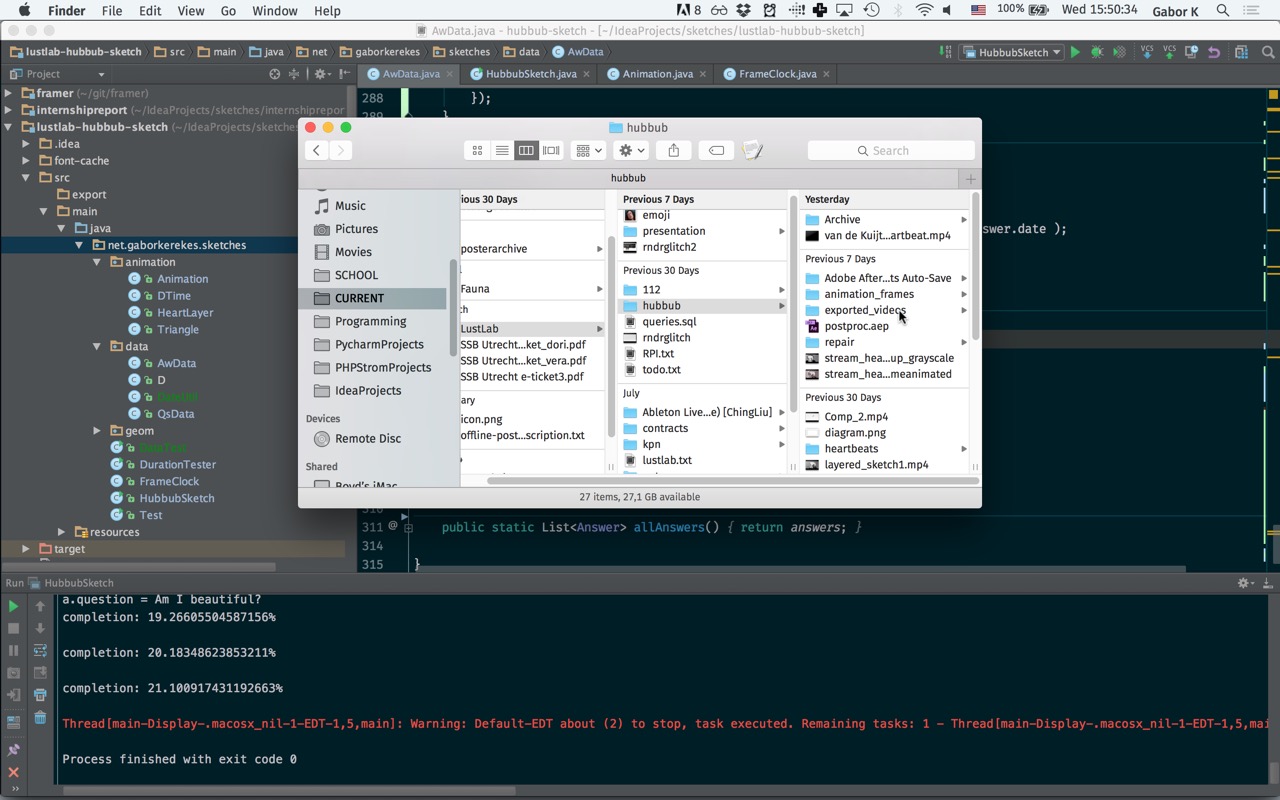 Finder File Edit View Go Window Help 8 100% Wed 15:50:34 Gabor K
AwData.java - hubbub-sketch - [~/IdeaProjects/sketches/lustlab-hubbub-sketch]
lustlab-hubbub-sketch src main java net gaborkerekes sketches data AwData HubbubSketch VCS VCS
Project
AwData.java HubbubSketch.java Animation.java FrameClock.java
framer (~/git/framer)
internshipreport (~/IdeaProjects/sketches/internshiprepor
lustlab-hubbub-sketch (~/IdeaProjects/sketches
.idea
font-cache
src
export
main
java
net.gaborkerekes.sketches
animation
Animation
DTime
HeartLayer
Triangle
data
AwData
D
QsData
geom
DurationTester
FrameClock
HubbubSketch
Test
resources
target
288 });
289 }
swer.date );
hubbub
Search
hubbub
Music
Pictures
Movies
SCHOOL
CURRENT
Programming
PycharmProjects
PHPStromProjects
IdeaProjects
Devices
Remote Disc
Shared
Boyd's iMac
ious 30 Days
posterarchive
Fauna
ch
LustLab
SSB Utrecht...ket_dori.pdf
SSB Utrecht...ket_vera.pdf
SSB Utrecht e-ticket3.pdf
ary
icon.png
offline-post...scription.txt
Previous 7 Days
emoji
presentation
rndrglitch2
Previous 30 Days
112
hubbub
queries.sql
rndrglitch
RPI.txt
todo.txt
July
Ableton Live...e) [ChingLiu]
contracts
kpn
lustlab.txt
Yesterday
Archive
van de Kuijt...artbeat.mp4
Previous 7 Days
Adobe After...ts Auto-Save
animation_frames
exported_videos
postproc.aep
repair
stream_hea...up_grayscale
stream_hea...meanimated
Previous 30 Days
Comp_2.mp4
diagram.png
heartbeats
layered_sketch1.mp4
27 items, 27,1 GB available
310
311 @ public static List<Answer> allAnswers() { return answers; }
314
315 }
Run HubbubSketch
a.question = Am I beautiful?
completion: 19.26605504587156%
completion: 20.18348623853211%
completion: 21.100917431192663%
Thread[main-Display-.macosx_nil-1-EDT-1,5,main]: Warning: Default-EDT about (2) to stop, task executed. Remaining tasks: 1 - Thread[main-Display-.macosx_nil-1-EDT-1,5,mai
Process finished with exit code 0